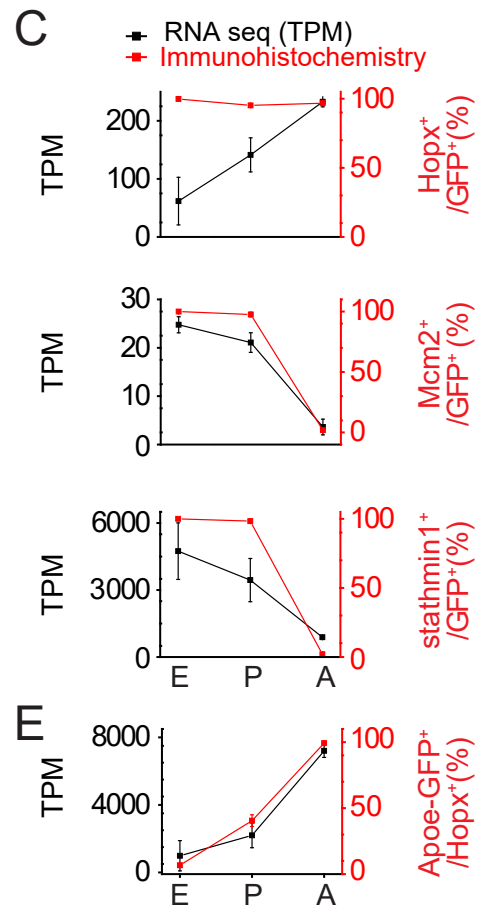 C
RNA seq (TPM)
Immunohistochemistry
200
100
0
TPM
100
50
0
Hopx⁺
/GFP⁺(%)
30
20
10
0
TPM
100
50
0
Mcm2⁺
/GFP⁺(%)
6000
3000
0
TPM
100
50
0
stathmin1⁺
/GFP⁺(%)
E P A
E
8000
4000
0
TPM
100
50
0
Apoe-GFP⁺
/Hopx⁺(%)
E P A